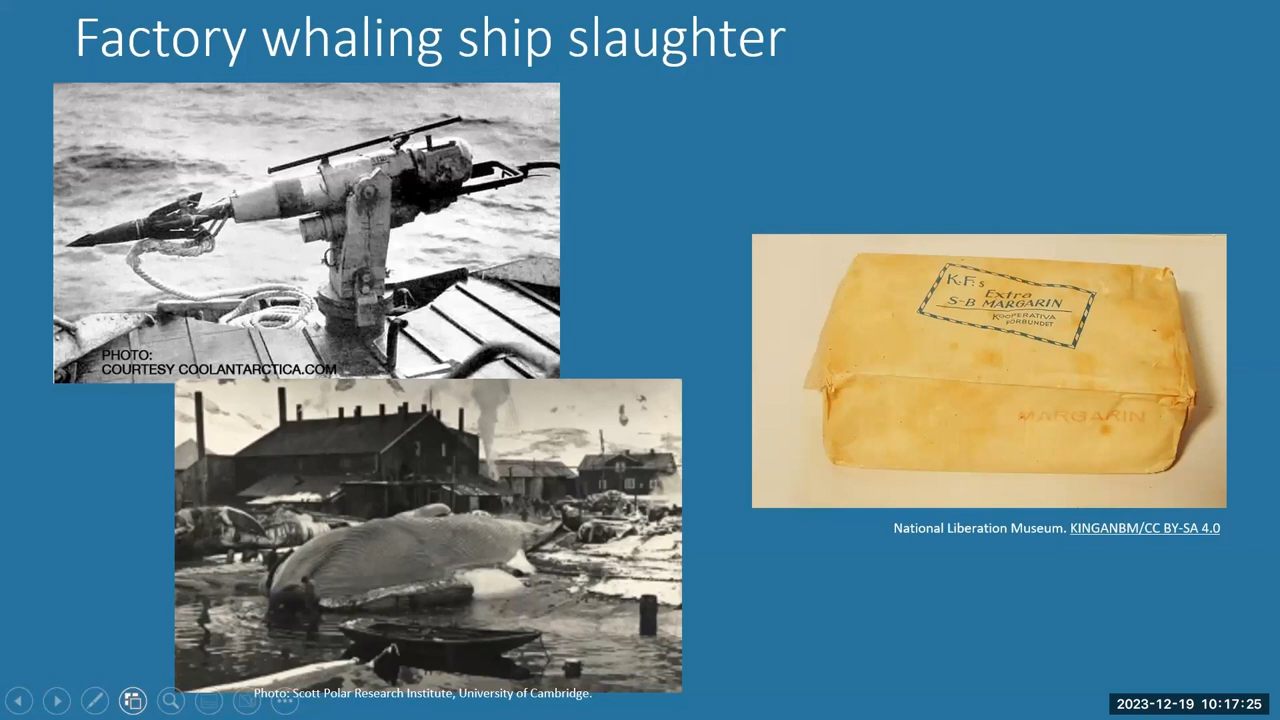 Factory whaling ship slaughter
PHOTO:
COURTESY COOLANTARCTICA.COM
K.F:s
Extra
S-B MARGARIN
KOOPERATIVA
FÖRBUNDET
MARGARIN
National Liberation Museum. KINGANBM/CC BY-SA 4.0
Photo: Scott Polar Research Institute, University of Cambridge.
2023-12-19 10:17:25